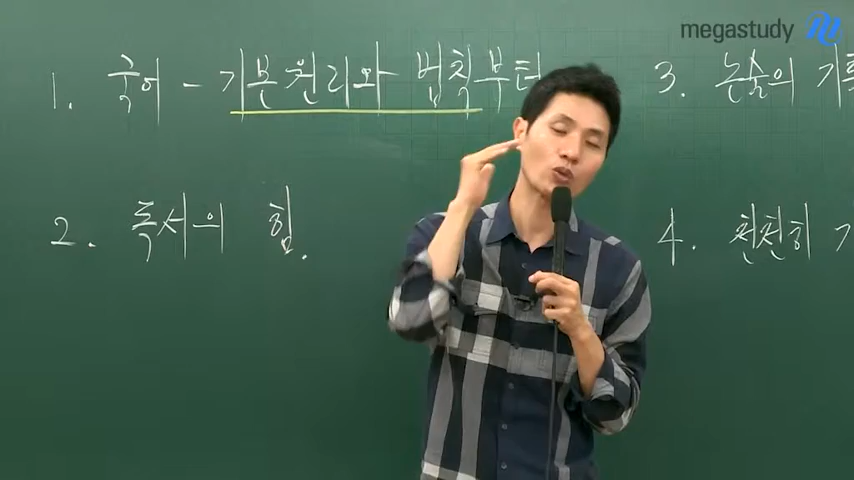 megastudy
1. 국어 - 기본원리와 법칙부터
2. 독서의 힘.
3. 논술의 기
4. 천천히